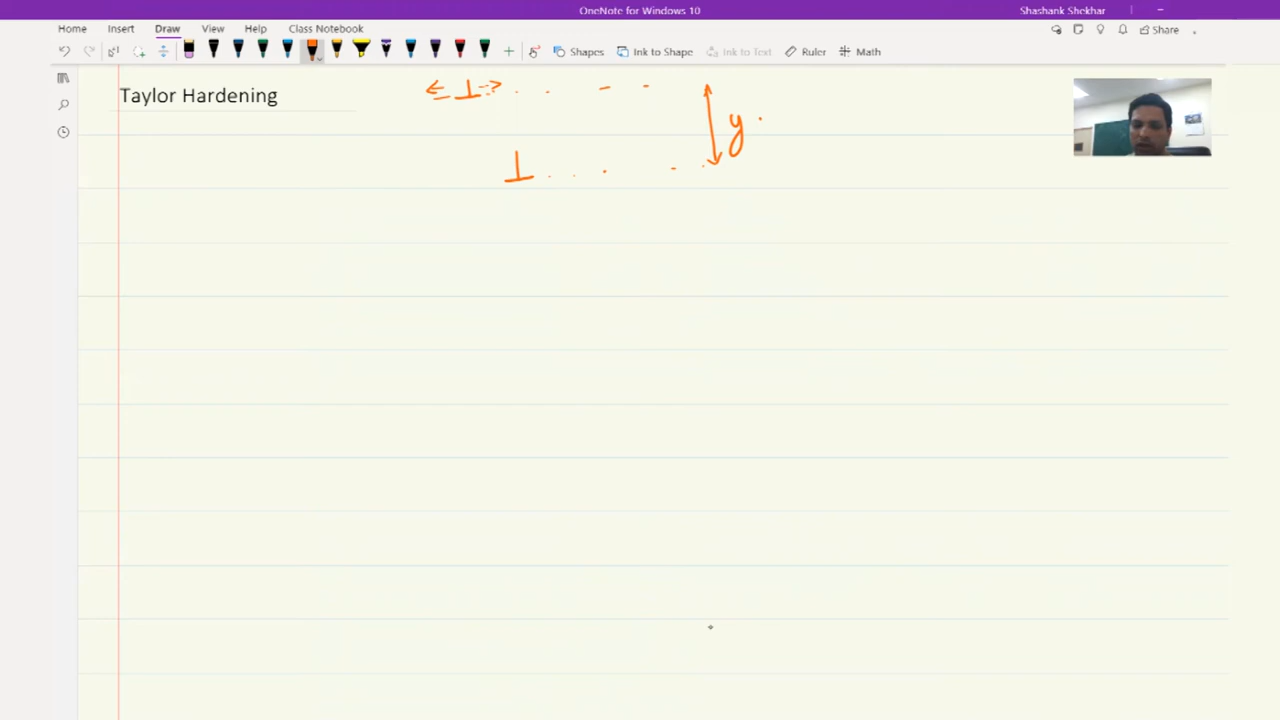 OneNote for Windows 10
Shashank Shekhar
Home Insert Draw View Help Class Notebook
Share
Shapes Ink to Shape Ink to Text Ruler Math
Taylor Hardening
y